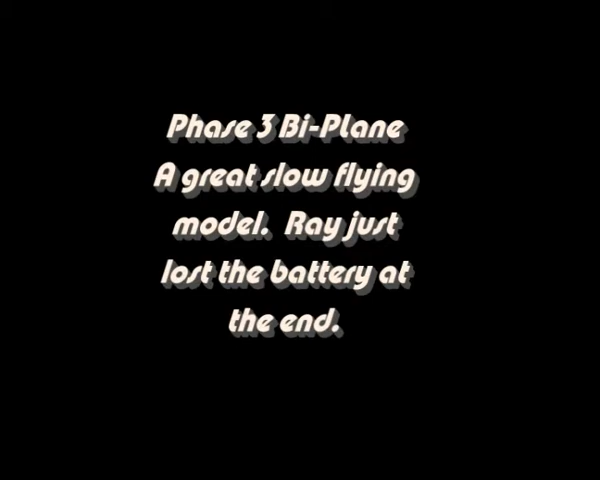 Phase 3 Bi-Plane
A great slow flying
model.  Ray just
lost the battery at
the end.